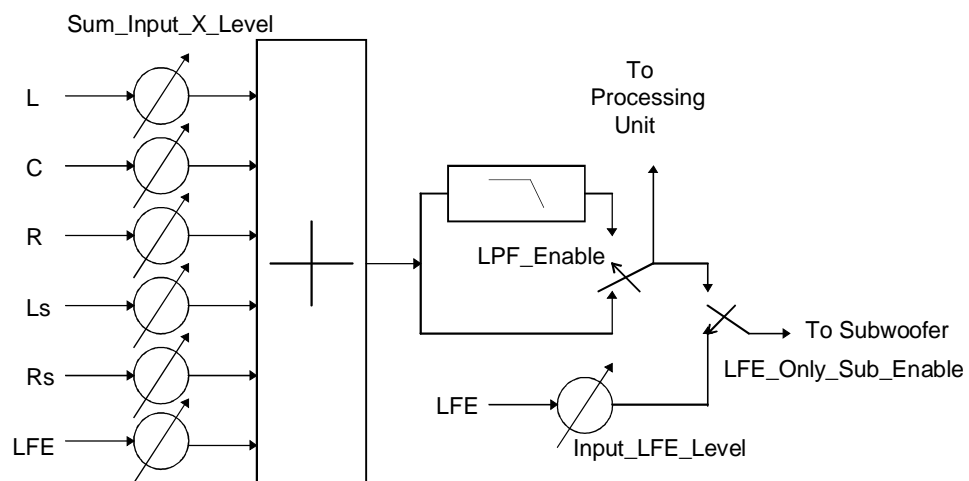 Sum_Input_X_Level
L
C
R
Ls
Rs
LFE
To
Processing
Unit
LPF_Enable
To Subwoofer
LFE_Only_Sub_Enable
LFE
Input_LFE_Level